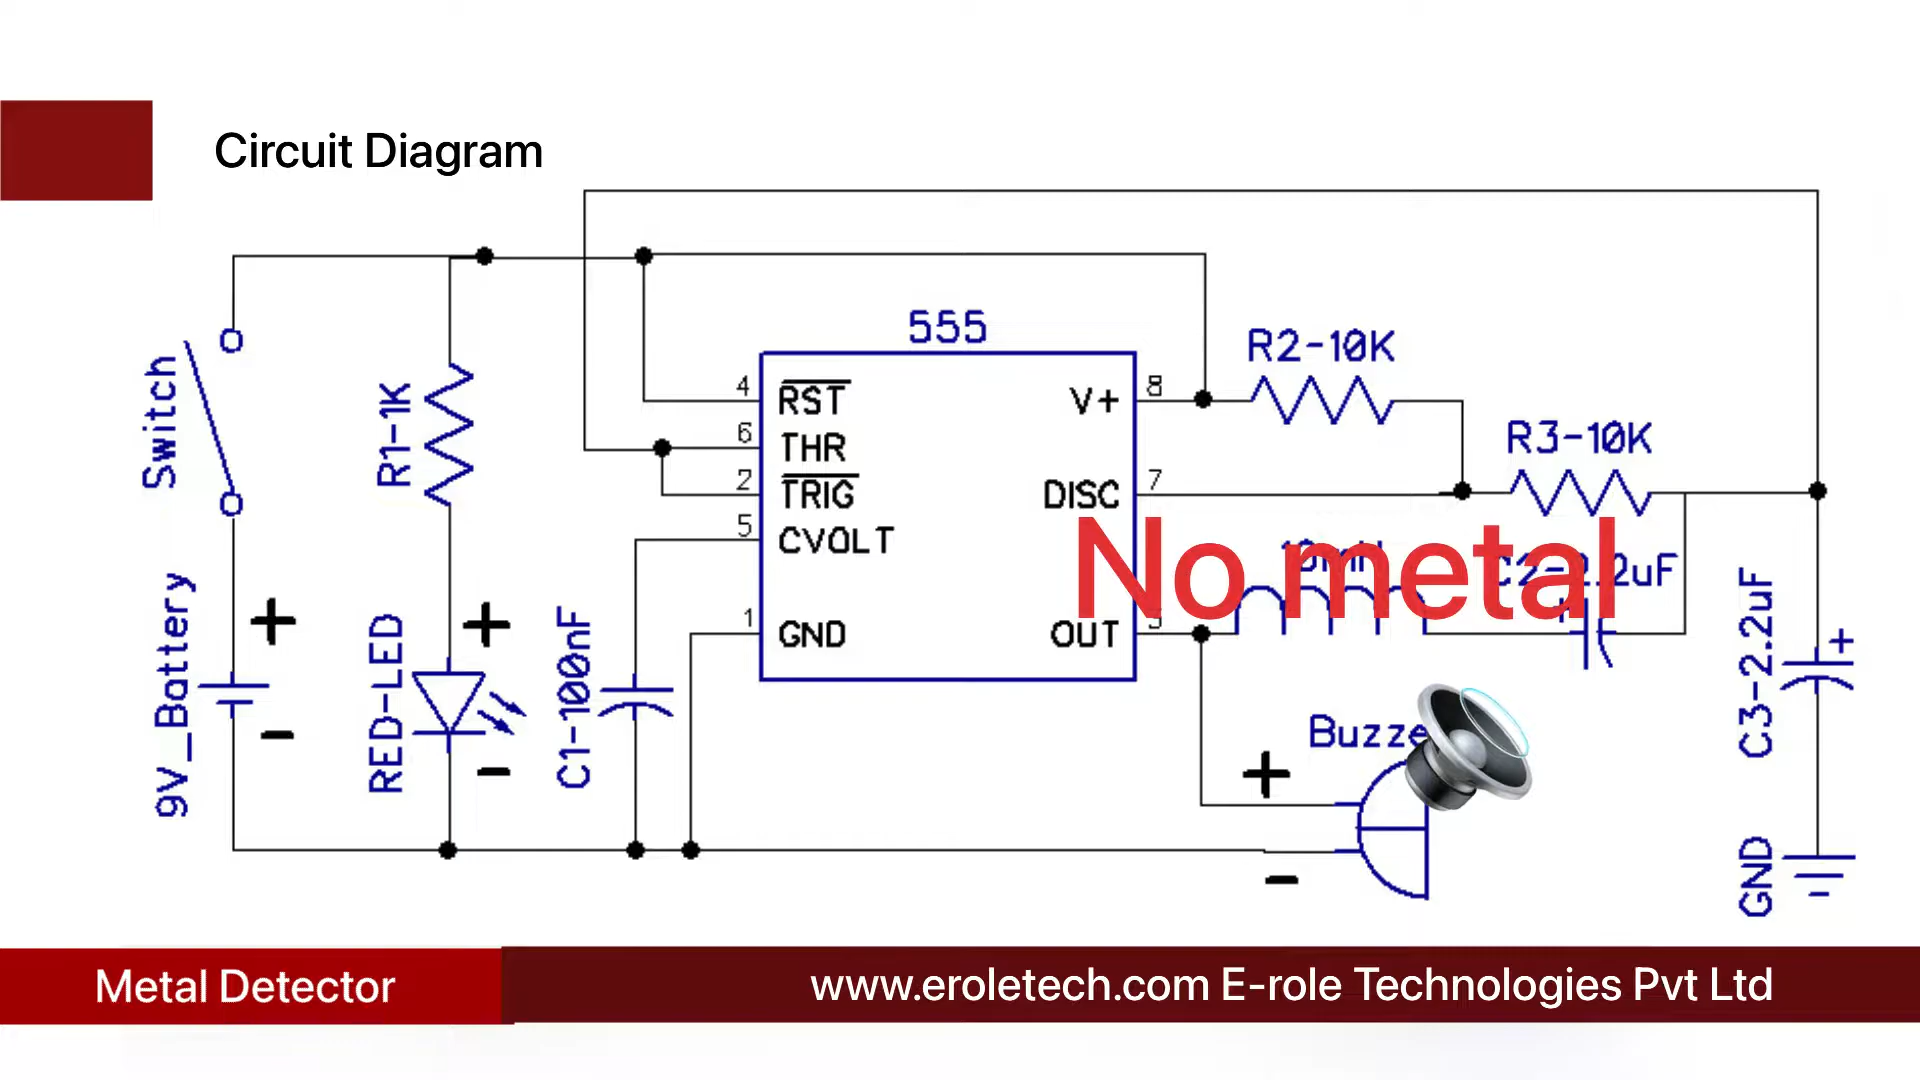 Circuit Diagram
555
R2-10K
4
RST
V+
8
6
THR
R3-10K
2
TRIG
DISC
7
5
CVOLT
No metal
1
GND
OUT
Switch
R1-1K
9V_Battery
+
-
RED-LED
+
-
C1-100nF
+
-
C3-2.2uF
+
GND
Metal Detector
www.eroletech.com E-role Technologies Pvt Ltd